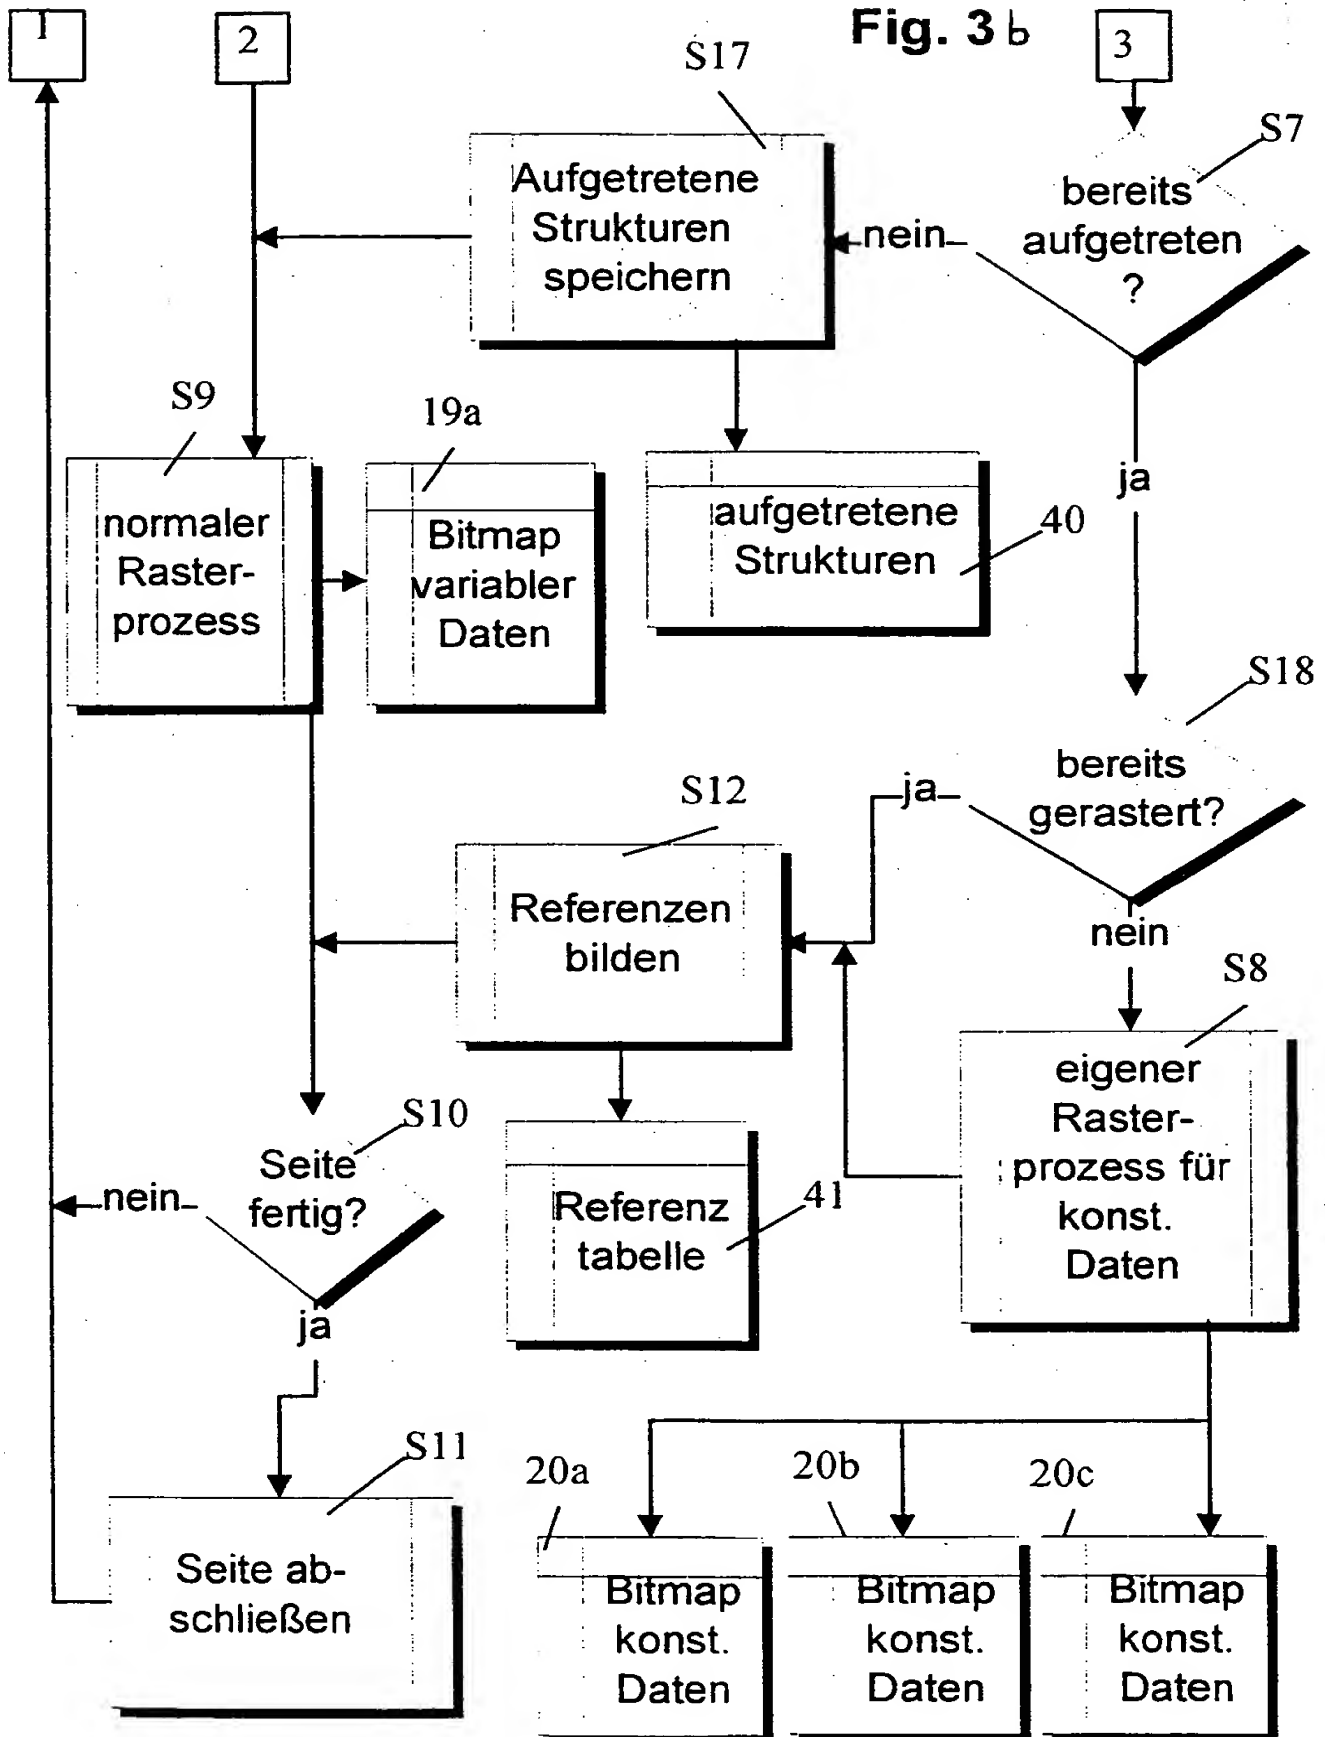 1
2
Fig. 3 b
3
S17
S7
Aufgetretene
Strukturen
speichern
nein
bereits
aufgetreten
?
S9
19a
ja
normaler
Raster-
prozess
Bitmap
variabler
Daten
aufgetretene
Strukturen
40
S18
S12
ja
bereits
gerastert?
Referenzen
bilden
nein
S8
S10
Seite
fertig?
nein
ja
Referenz
tabelle
41
eigener
Raster-
prozess für
konst.
Daten
S11
20a
20b
20c
Seite ab-
schließen
Bitmap
konst.
Daten
Bitmap
konst.
Daten
Bitmap
konst.
Daten